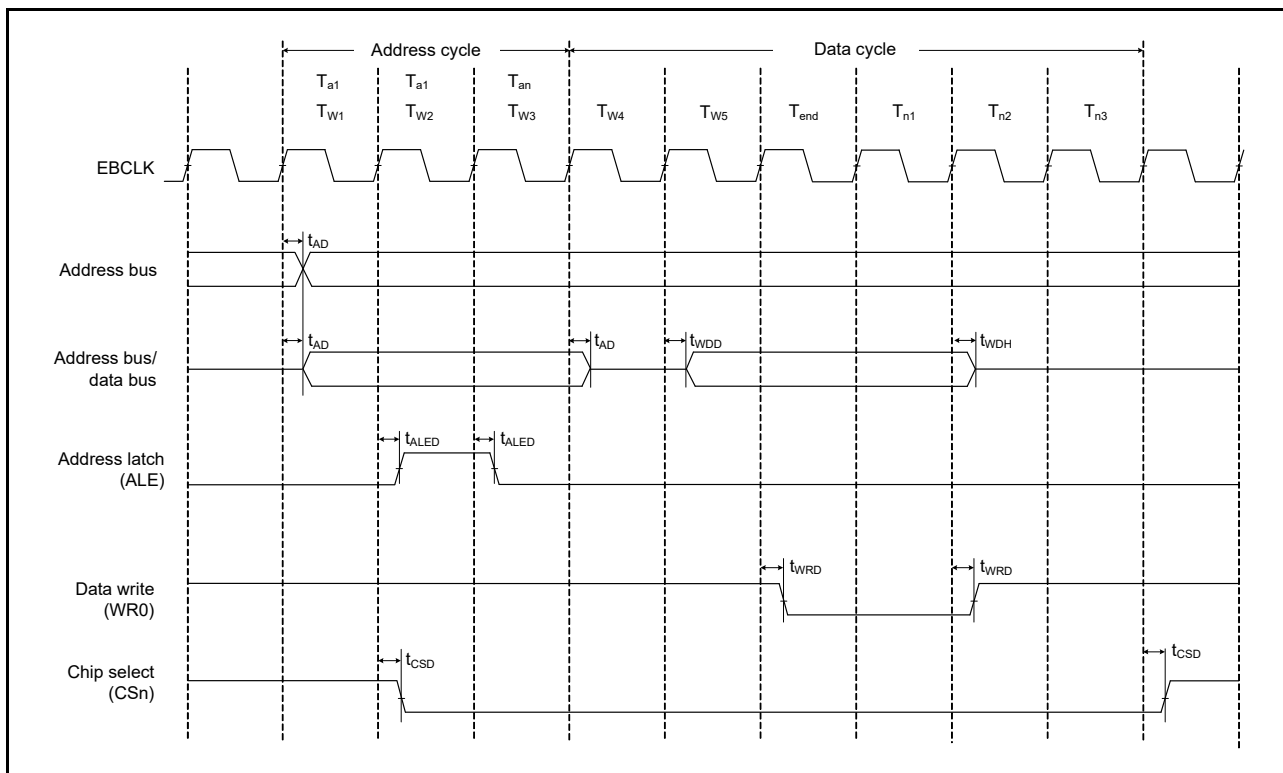 Address cycle Data cycle
Ta1 Ta1 Tan
TW1 TW2 TW3 TW4 TW5 Tend Tn1 Tn2 Tn3
EBCLK
tAD
Address bus
tAD tAD tWDD tWDH
Address bus/
data bus
tALED tALED
Address latch
(ALE)
tWRD tWRD
Data write
(WR0)
tCSD tCSD
Chip select
(CSn)